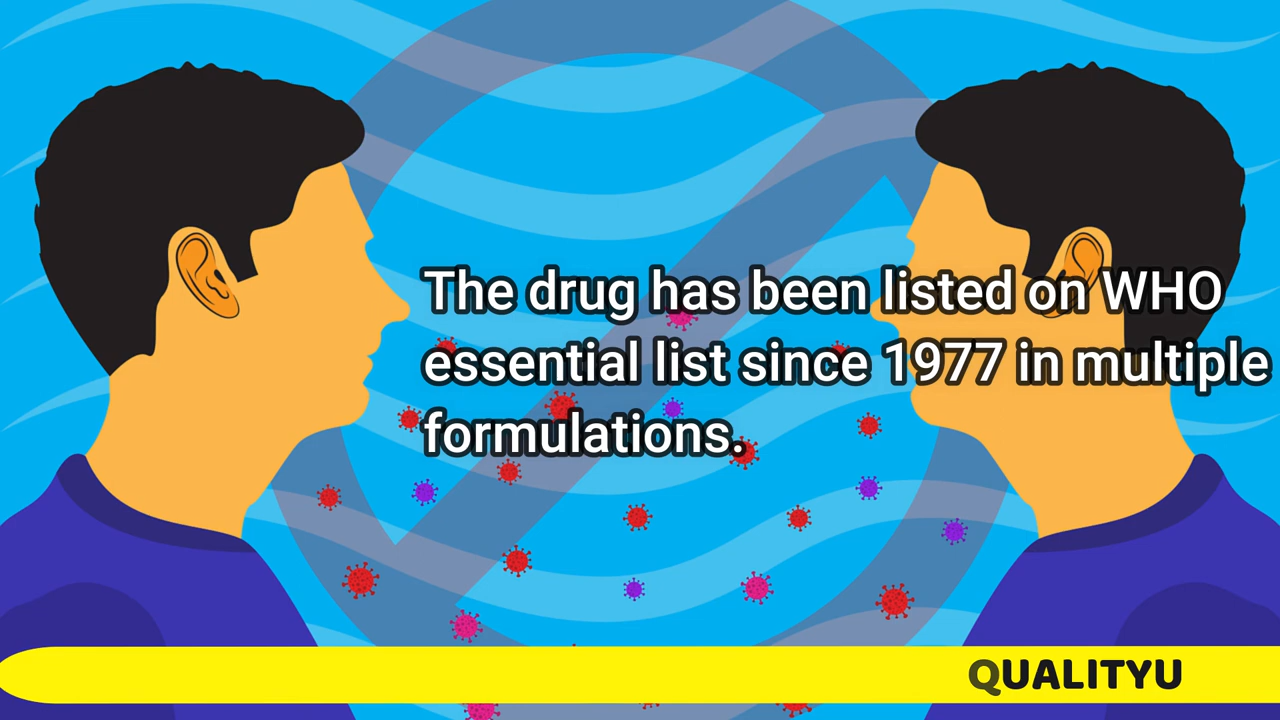 The drug has been listed on WHO
essential list since 1977 in multiple
formulations.
QUALITYU